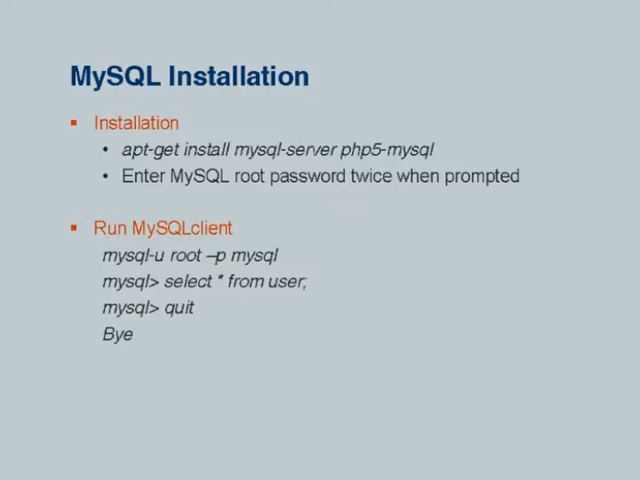 MySQL Installation
▪ Installation
• apt-get install mysql-server php5-mysql
• Enter MySQL root password twice when prompted
▪ Run MySQLclient
mysql-u root –p mysql
mysql> select * from user;
mysql> quit
Bye